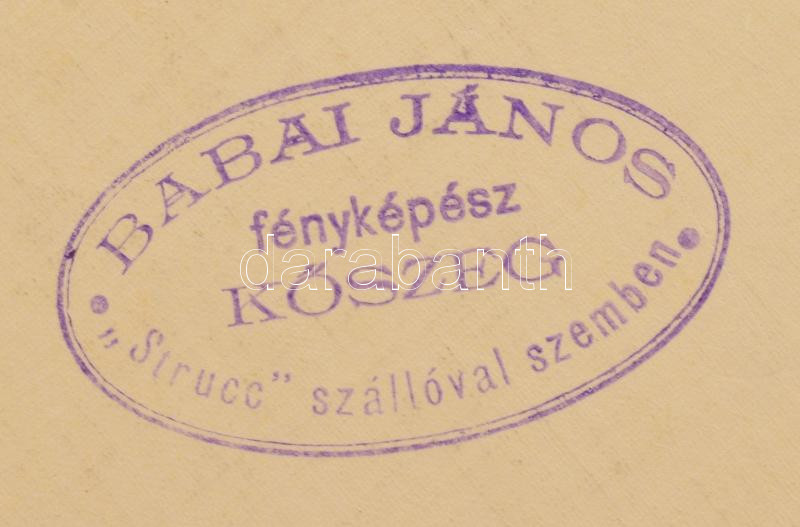 BABAI JÁNOS
fényképész
darabanth
KŐSZEG
„Strucc” szállóval szemben